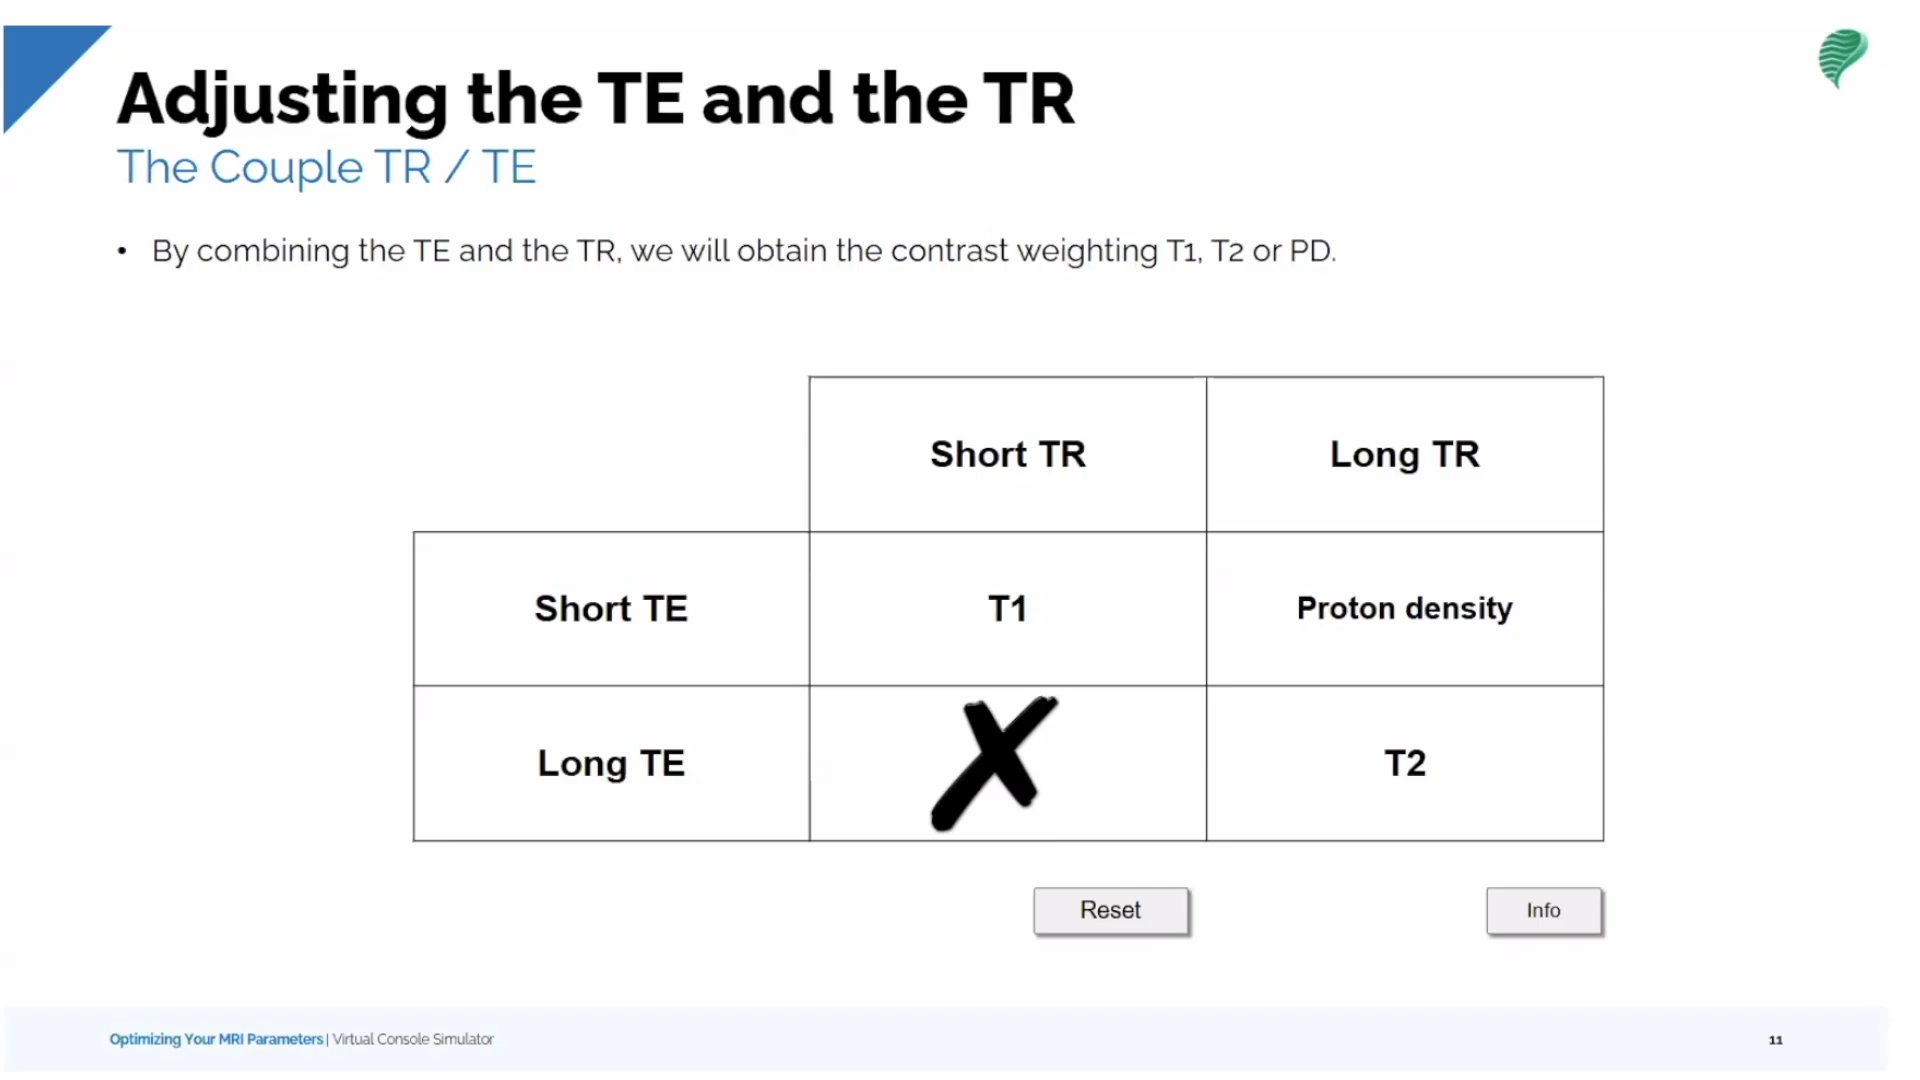 Adjusting the TE and the TR
The Couple TR / TE
• By combining the TE and the TR, we will obtain the contrast weighting T1, T2 or PD.
Short TR Long TR
Short TE T1 Proton density
Long TE T2
Reset Info
Optimizing Your MRI Parameters | Virtual Console Simulator 11